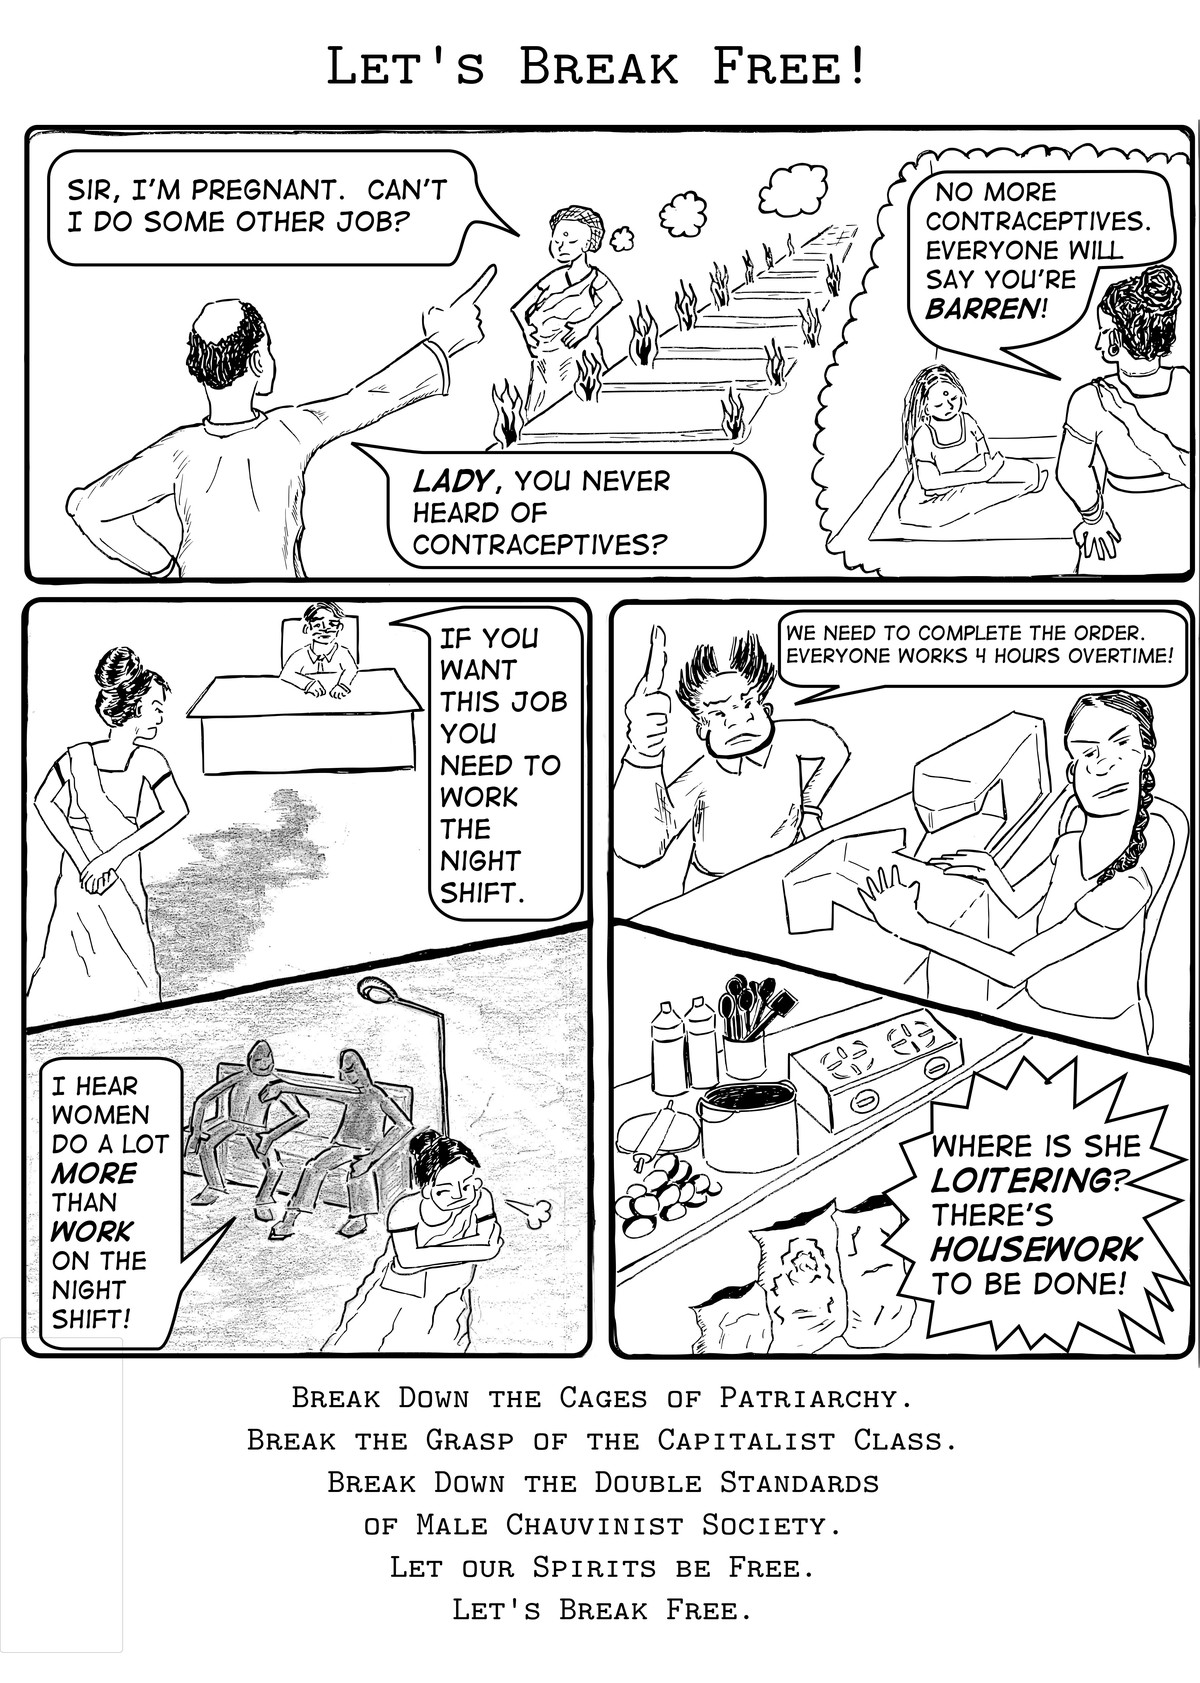 Let's Break Free!
SIR, I'M PREGNANT. CAN'T
I DO SOME OTHER JOB?
LADY, YOU NEVER
HEARD OF
CONTRACEPTIVES?
NO MORE
CONTRACEPTIVES.
EVERYONE WILL
SAY YOU'RE
BARREN!
IF YOU
WANT
THIS JOB
YOU
NEED TO
WORK
THE
NIGHT
SHIFT.
I HEAR
WOMEN
DO A LOT
MORE
THAN
WORK
ON THE
NIGHT
SHIFT!
WE NEED TO COMPLETE THE ORDER.
EVERYONE WORKS 4 HOURS OVERTIME!
WHERE IS SHE
LOITERING?
THERE'S
HOUSEWORK
TO BE DONE!
Break Down the Cages of Patriarchy.
Break the Grasp of the Capitalist Class.
Break Down the Double Standards
of Male Chauvinist Society.
Let our Spirits be Free.
Let's Break Free.